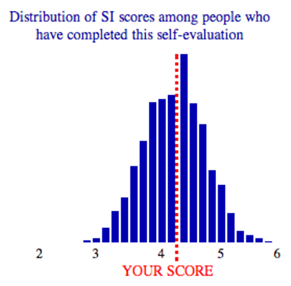 Distribution of SI scores among people who
have completed this self-evaluation
2 3 4 5 6
YOUR SCORE